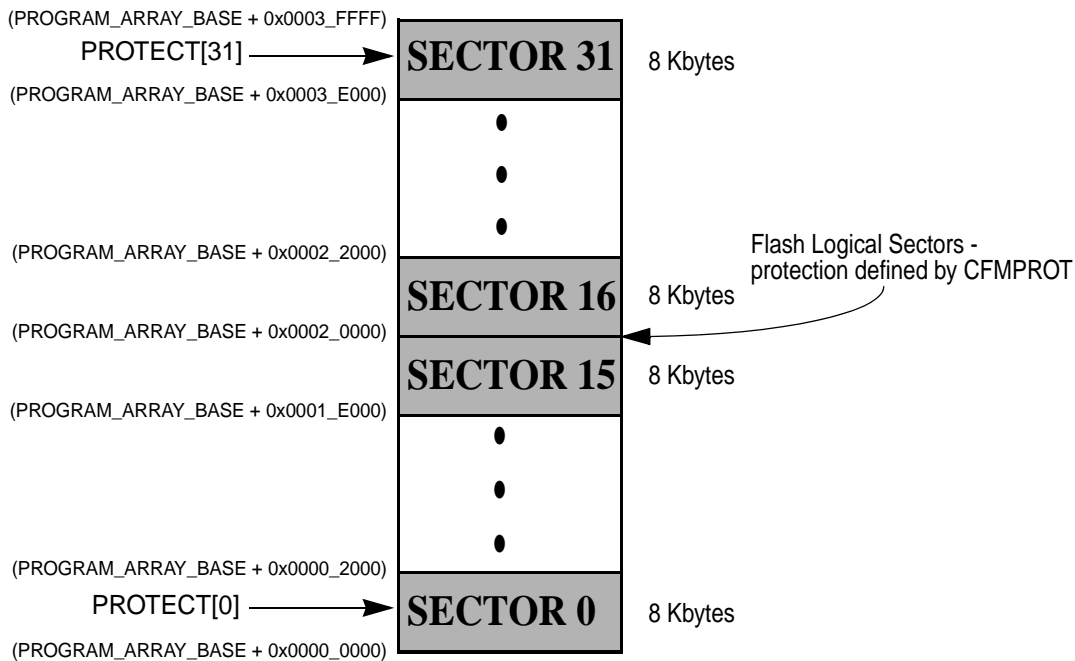 (PROGRAM_ARRAY_BASE + 0x0003_FFFF)
PROTECT[31]
SECTOR 31
8 Kbytes
(PROGRAM_ARRAY_BASE + 0x0003_E000)
(PROGRAM_ARRAY_BASE + 0x0002_2000)
Flash Logical Sectors -
protection defined by CFMPROT
SECTOR 16
8 Kbytes
(PROGRAM_ARRAY_BASE + 0x0002_0000)
SECTOR 15
8 Kbytes
(PROGRAM_ARRAY_BASE + 0x0001_E000)
(PROGRAM_ARRAY_BASE + 0x0000_2000)
PROTECT[0]
SECTOR 0
8 Kbytes
(PROGRAM_ARRAY_BASE + 0x0000_0000)